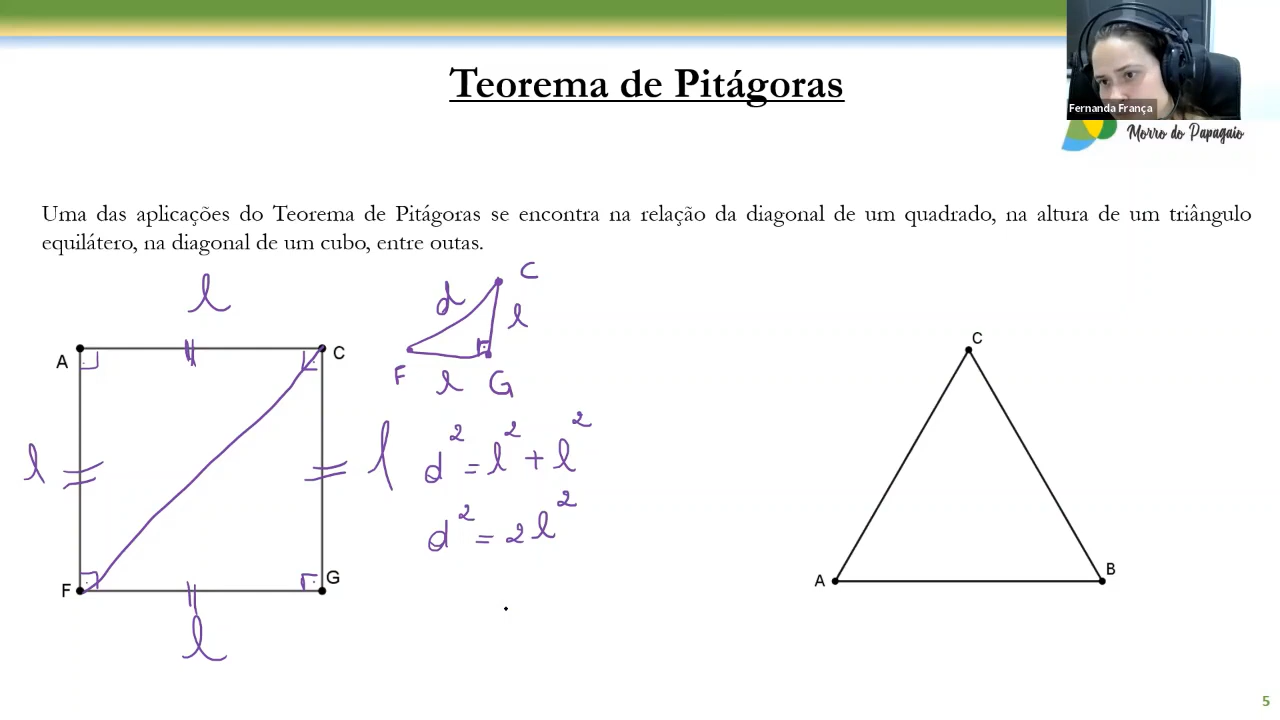 Teorema de Pitágoras
Fernanda França
Morro do Papagaio
Uma das aplicações do Teorema de Pitágoras se encontra na relação da diagonal de um quadrado, na altura de um triângulo
equilátero, na diagonal de um cubo, entre outas.
l
A
C
l
l
F
G
l
C
d
l
F
l
G
d² = l² + l²
d² = 2l²
C
A
B
5